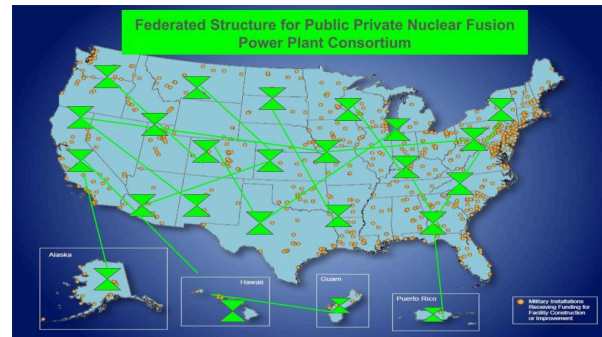 Federated Structure for Public Private Nuclear Fusion
Power Plant Consortium
Alaska
Hawaii
Guam
Puerto Rico
Military Installations
Receiving Funding for
Facility Construction
or Improvement